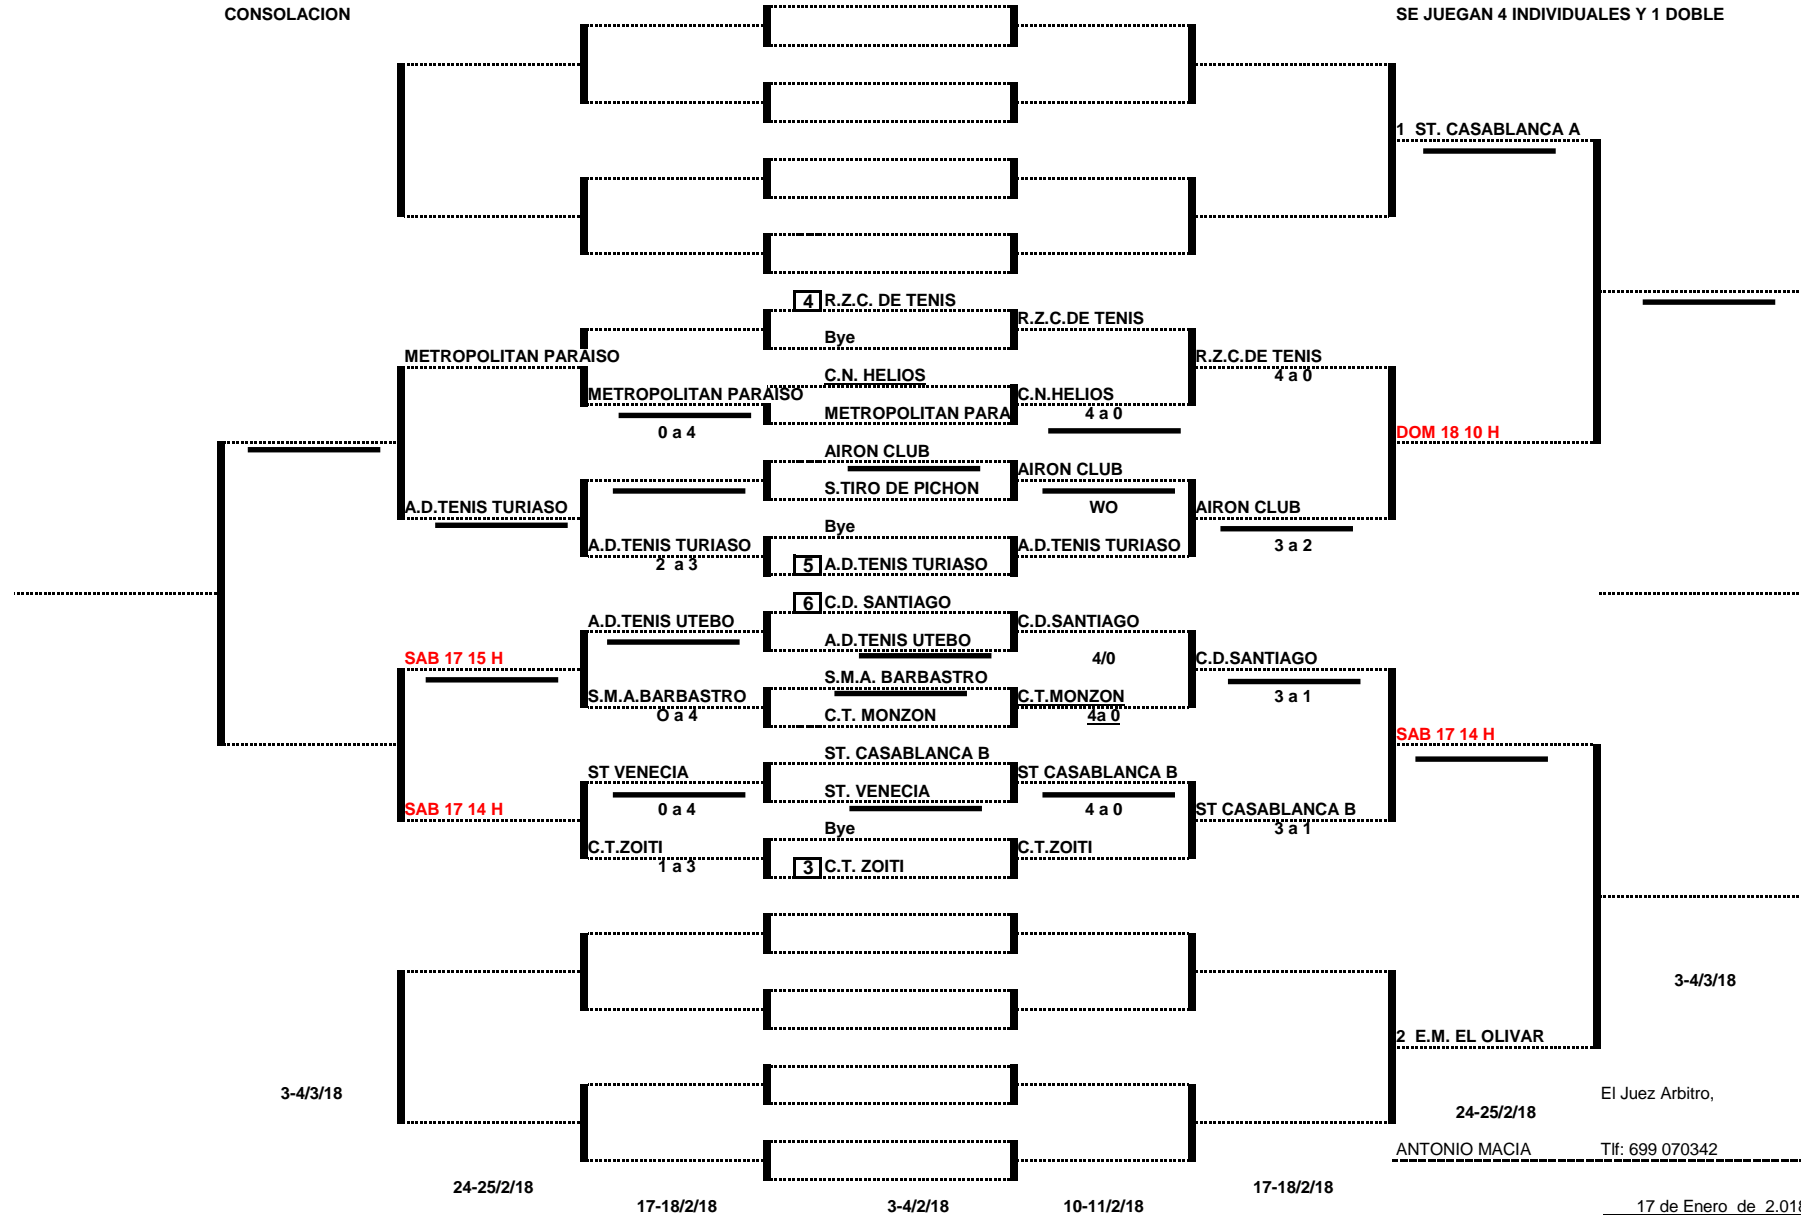 CONSOLACION
SE JUEGAN 4 INDIVIDUALES Y 1 DOBLE
1 ST. CASABLANCA A
4 R.Z.C. DE TENIS
R.Z.C.DE TENIS
Bye
METROPOLITAN PARAISO
R.Z.C.DE TENIS
4 a 0
C.N. HELIOS
METROPOLITAN PARAISO
C.N.HELIOS
METROPOLITAN PARA
4 a 0
0 a 4
DOM 18 10 H
AIRON CLUB
AIRON CLUB
S.TIRO DE PICHON
A.D.TENIS TURIASO
WO
AIRON CLUB
Bye
A.D.TENIS TURIASO
A.D.TENIS TURIASO
3 a 2
2 a 3
5 A.D.TENIS TURIASO
6 C.D. SANTIAGO
A.D.TENIS UTEBO
C.D.SANTIAGO
A.D.TENIS UTEBO
SAB 17 15 H
4/0
C.D.SANTIAGO
S.M.A. BARBASTRO
S.M.A.BARBASTRO
C.T.MONZON
3 a 1
O a 4
C.T. MONZON
4a 0
SAB 17 14 H
ST. CASABLANCA B
ST VENECIA
ST CASABLANCA B
ST. VENECIA
SAB 17 14 H
0 a 4
4 a 0
ST CASABLANCA B
Bye
3 a 1
C.T.ZOITI
C.T.ZOITI
1 a 3
3 C.T. ZOITI
3-4/3/18
2 E.M. EL OLIVAR
3-4/3/18
El Juez Arbitro,
24-25/2/18
ANTONIO MACIA
Tlf: 699 070342
24-25/2/18
17-18/2/18
17-18/2/18
3-4/2/18
10-11/2/18
17 de Enero de 2.018